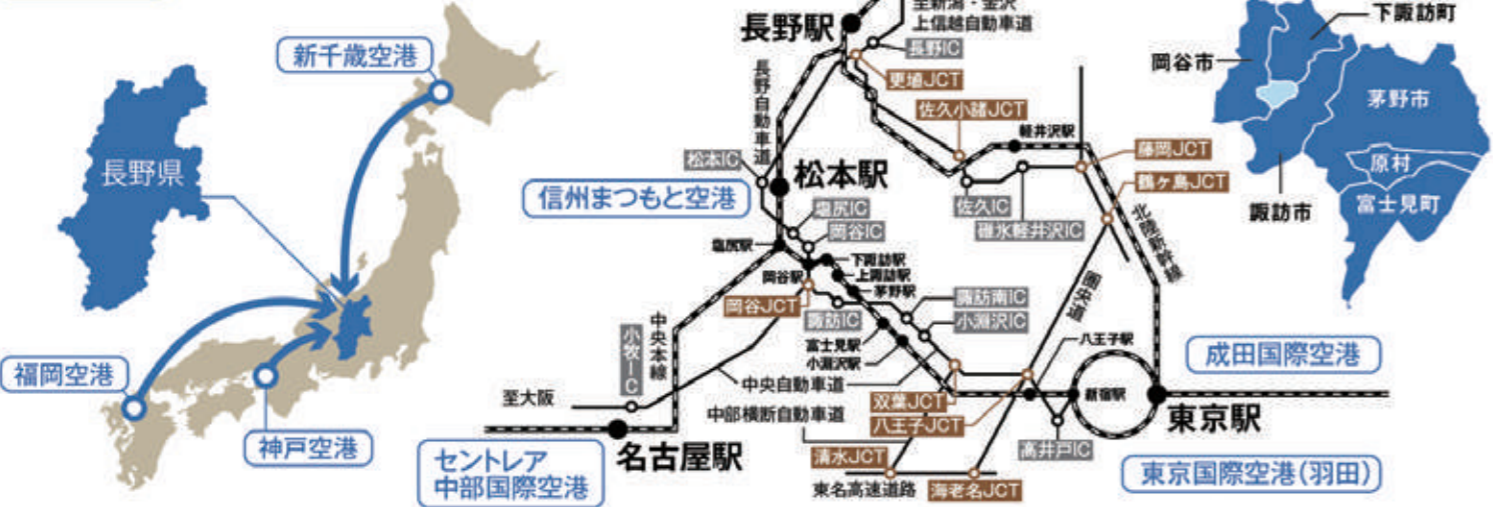 新千歳空港
長野県
福岡空港
神戸空港
至新潟・金沢
上信越自動車道
長野駅
長野IC
更埴JCT
長野自動車道
佐久小諸JCT
軽井沢駅
藤岡JCT
鶴ヶ島JCT
松本IC
松本駅
信州まつもと空港
佐久IC
碓氷軽井沢IC
北陸新幹線
塩尻IC
岡谷IC
塩尻駅
下諏訪駅
上諏訪駅
茅野駅
岡谷駅
岡谷JCT
諏訪IC
諏訪南IC
小淵沢IC
圏央道
富士見駅
小淵沢駅
八王子駅
中央本線
小牧IC
至大阪
中央自動車道
中部横断自動車道
双葉JCT
八王子JCT
新宿駅
東京駅
高井戸IC
名古屋駅
清水JCT
東名高速道路
海老名JCT
セントレア
中部国際空港
成田国際空港
東京国際空港(羽田)
下諏訪町
岡谷市
茅野市
原村
富士見町
諏訪市